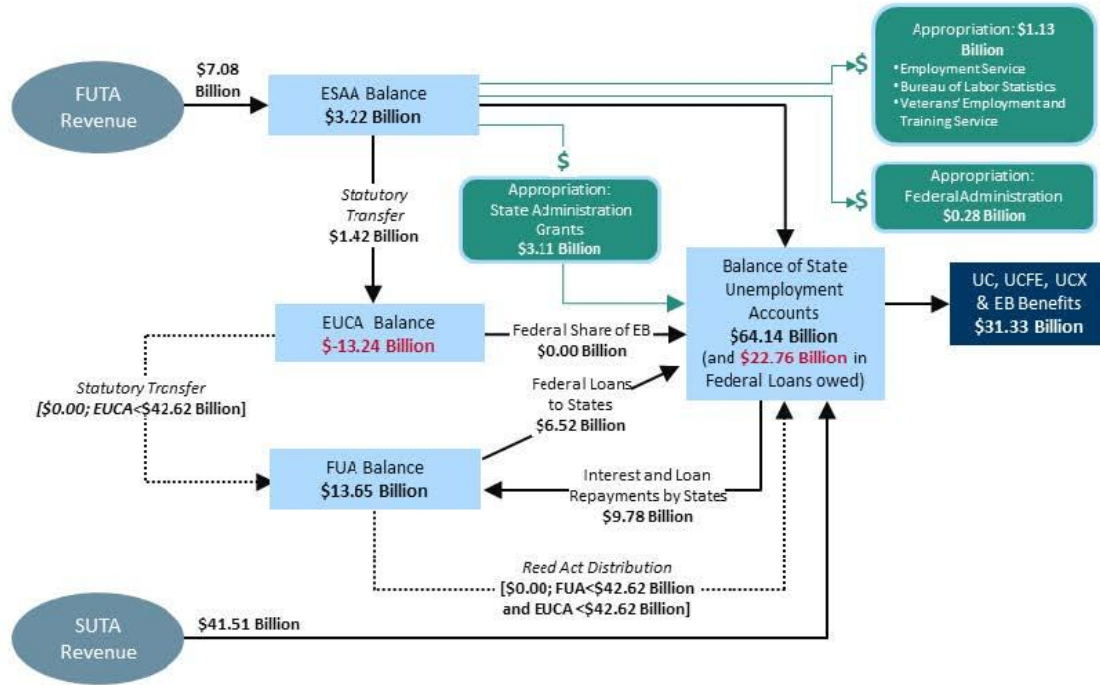 FUTA
Revenue
$7.08
Billion
ESAA Balance
$3.22 Billion
$
Appropriation: $1.13
Billion
•Employment Service
•Bureau of Labor Statistics
•Veterans' Employment and
Training Service
$
Appropriation:
Federal Administration
$0.28 Billion
$
Appropriation:
State Administration
Grants
$3.11 Billion
Statutory
Transfer
$1.42 Billion
Balance of State
Unemployment
Accounts
$64.14 Billion
(and $22.76 Billion in
Federal Loans owed)
UC, UCFE, UCX
& EB Benefits
$31.33 Billion
EUCA Balance
$-13.24 Billion
Federal Share of EB
$0.00 Billion
Statutory Transfer
[$0.00; EUCA<$42.62 Billion]
Federal Loans
to States
$6.52 Billion
FUA Balance
$13.65 Billion
Interest and Loan
Repayments by States
$9.78 Billion
Reed Act Distribution
[$0.00; FUA<$42.62 Billion
and EUCA <$42.62 Billion]
SUTA
Revenue
$41.51 Billion